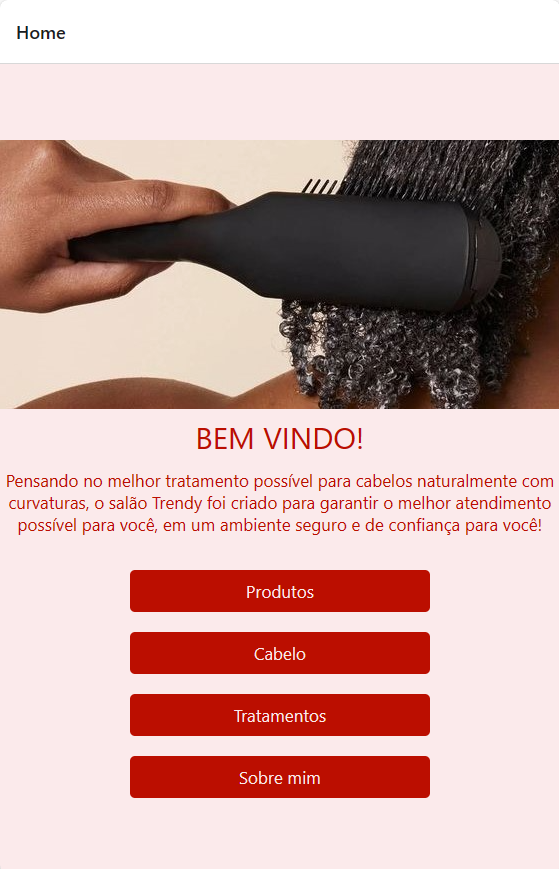 Home
BEM VINDO!
Pensando no melhor tratamento possível para cabelos naturalmente com
curvaturas, o salão Trendy foi criado para garantir o melhor atendimento
possível para você, em um ambiente seguro e de confiança para você!
Produtos
Cabelo
Tratamentos
Sobre mim